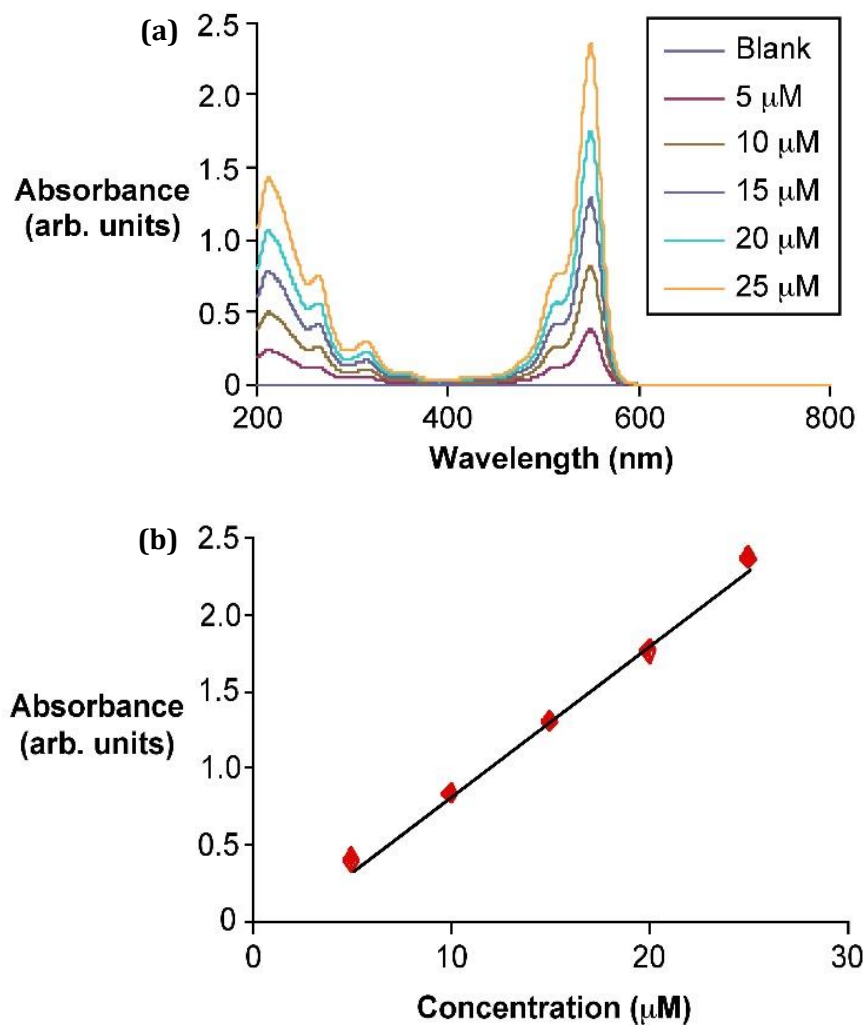 (a)
2.5
2.0
1.5
1.0
0.5
0
Absorbance
(arb. units)
200
400
600
800
Wavelength (nm)
Blank
5 μM
10 μM
15 μM
20 μM
25 μM
(b)
2.5
2.0
1.5
1.0
0.5
0
Absorbance
(arb. units)
0
10
20
30
Concentration (μM)